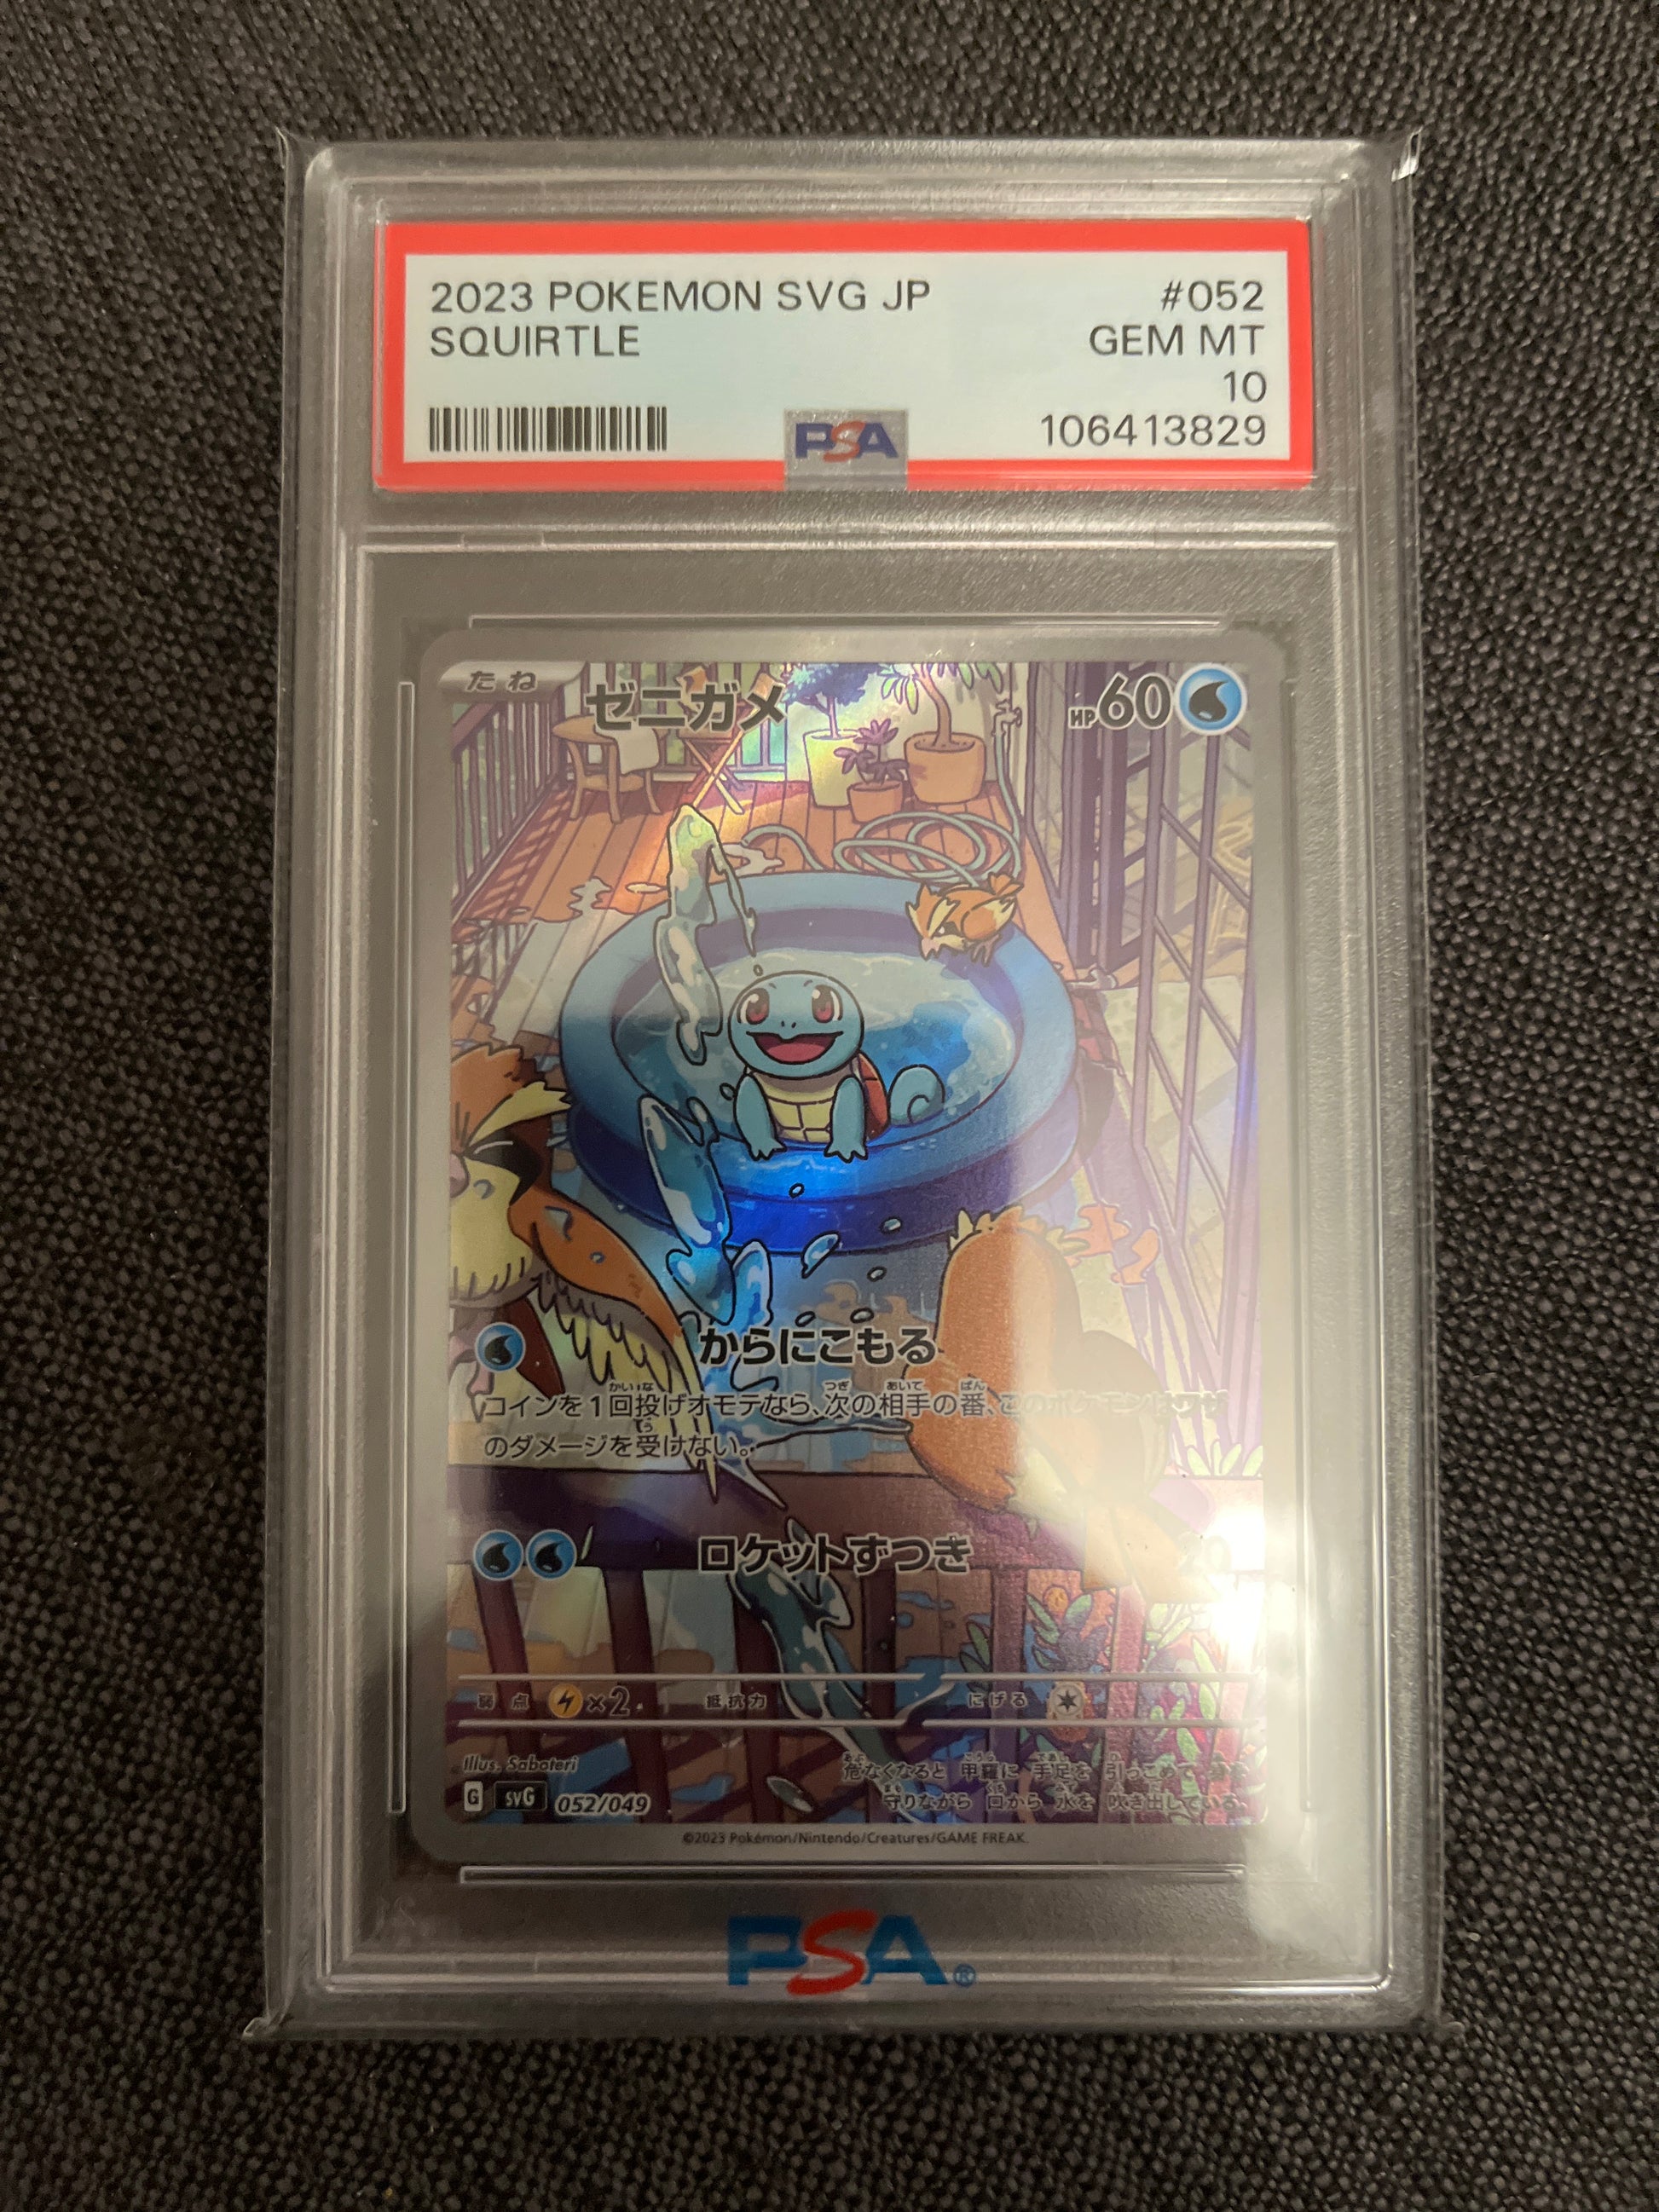 2023 POKEMON SVG JP #052
SQUIRTLE GEM MT
10
PSA 106413829
たね ゼニガメ HP60
からにこもる
コインを1回投げオモテなら、次の相手の番、このポケモンはワザ
のダメージを受けない。
ロケットずつき 20
弱点 ×2 抵抗力 にげる
Illus. Saboteri
危なくなると 甲羅に 手足を 引っこめて 身を
G svG 052/049 守りながら 口から 水を 吹き出している。
©2023 Pokémon/Nintendo/Creatures/GAME FREAK.
PSA®